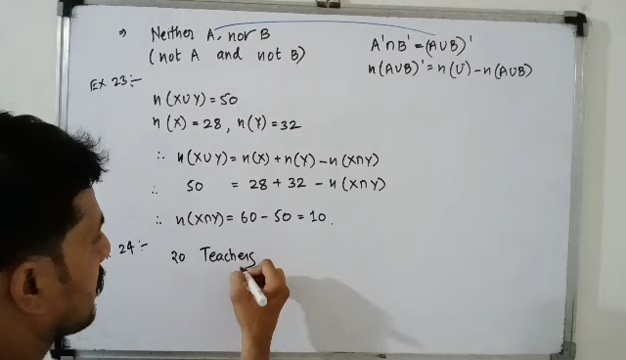 ⇒ Neither A, nor B
(not A and not B)
A'∩B' = (A∪B)'
n(A∪B)' = n(U) - n(A∪B)
Ex 23:-
n(X∪Y) = 50
n(X) = 28, n(Y) = 32
∴ n(X∪Y) = n(X) + n(Y) - n(X∩Y)
∴ 50 = 28 + 32 - n(X∩Y)
∴ n(X∩Y) = 60 - 50 = 10.
24:- 20 Teachers